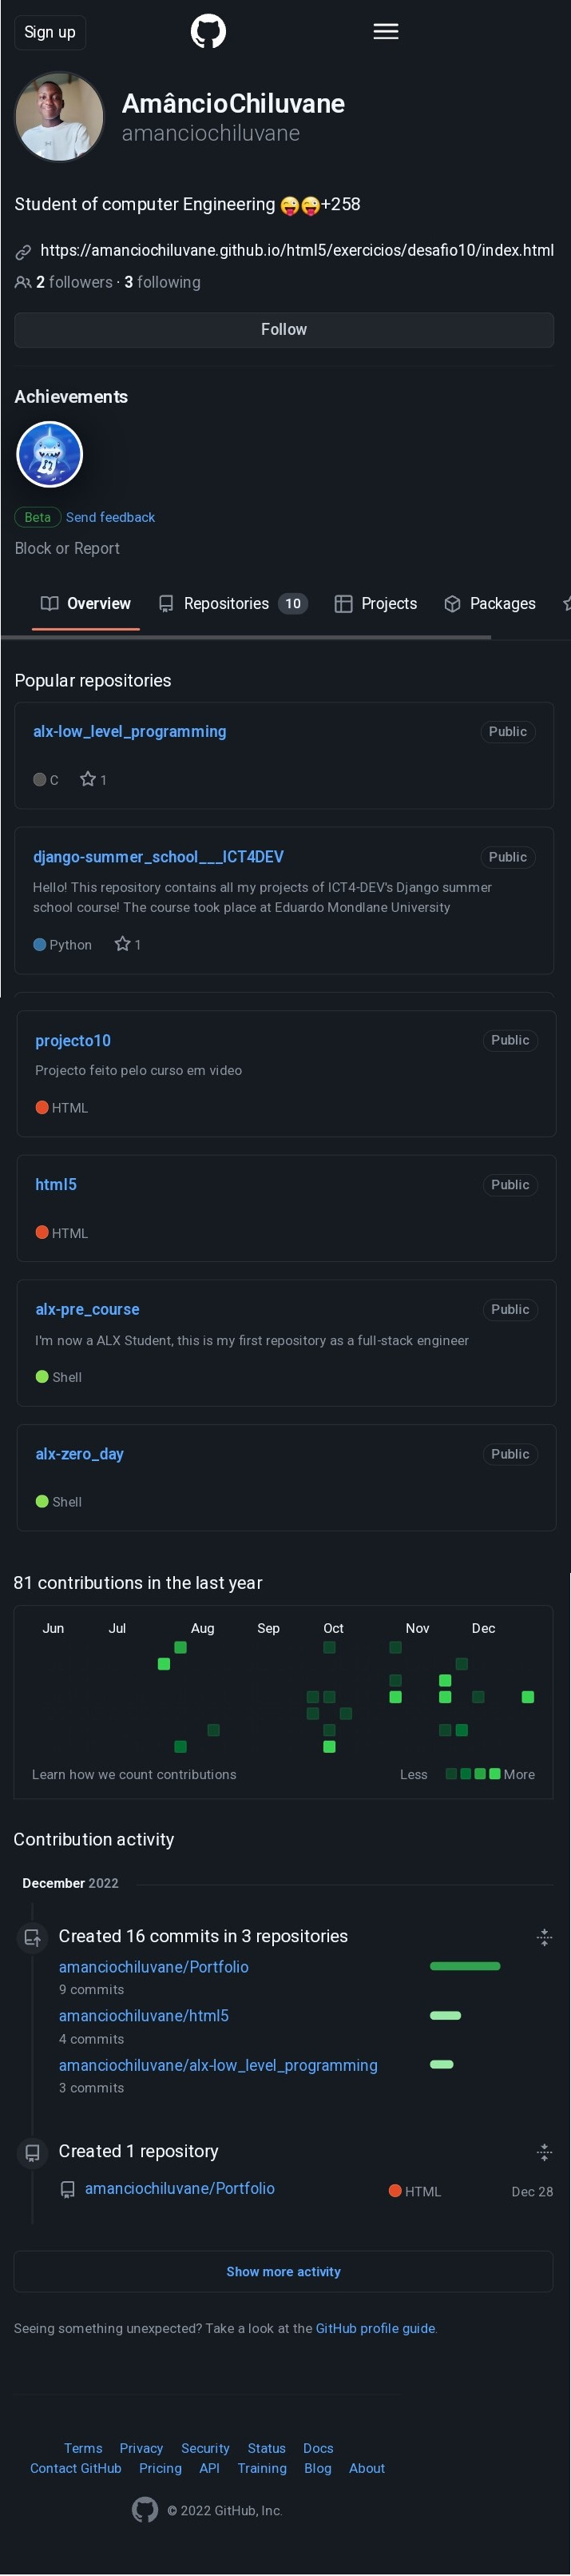 Sign up
AmâncioChiluvane
amanciochiluvane
Student of computer Engineering 😜😜+258
https://amanciochiluvane.github.io/html5/exercicios/desafio10/index.html
2 followers · 3 following
Follow
Achievements
Beta Send feedback
Block or Report
Overview Repositories 10 Projects Packages
Popular repositories
alx-low_level_programming Public
C 1
django-summer_school___ICT4DEV Public
Hello! This repository contains all my projects of ICT4-DEV's Django summer
school course! The course took place at Eduardo Mondlane University
Python 1
projecto10 Public
Projecto feito pelo curso em video
HTML
html5 Public
HTML
alx-pre_course Public
I'm now a ALX Student, this is my first repository as a full-stack engineer
Shell
alx-zero_day Public
Shell
81 contributions in the last year
Jun Jul Aug Sep Oct Nov Dec
Learn how we count contributions Less More
Contribution activity
December 2022
Created 16 commits in 3 repositories
amanciochiluvane/Portfolio
9 commits
amanciochiluvane/html5
4 commits
amanciochiluvane/alx-low_level_programming
3 commits
Created 1 repository
amanciochiluvane/Portfolio HTML Dec 28
Show more activity
Seeing something unexpected? Take a look at the GitHub profile guide.
Terms Privacy Security Status Docs
Contact GitHub Pricing API Training Blog About
© 2022 GitHub, Inc.